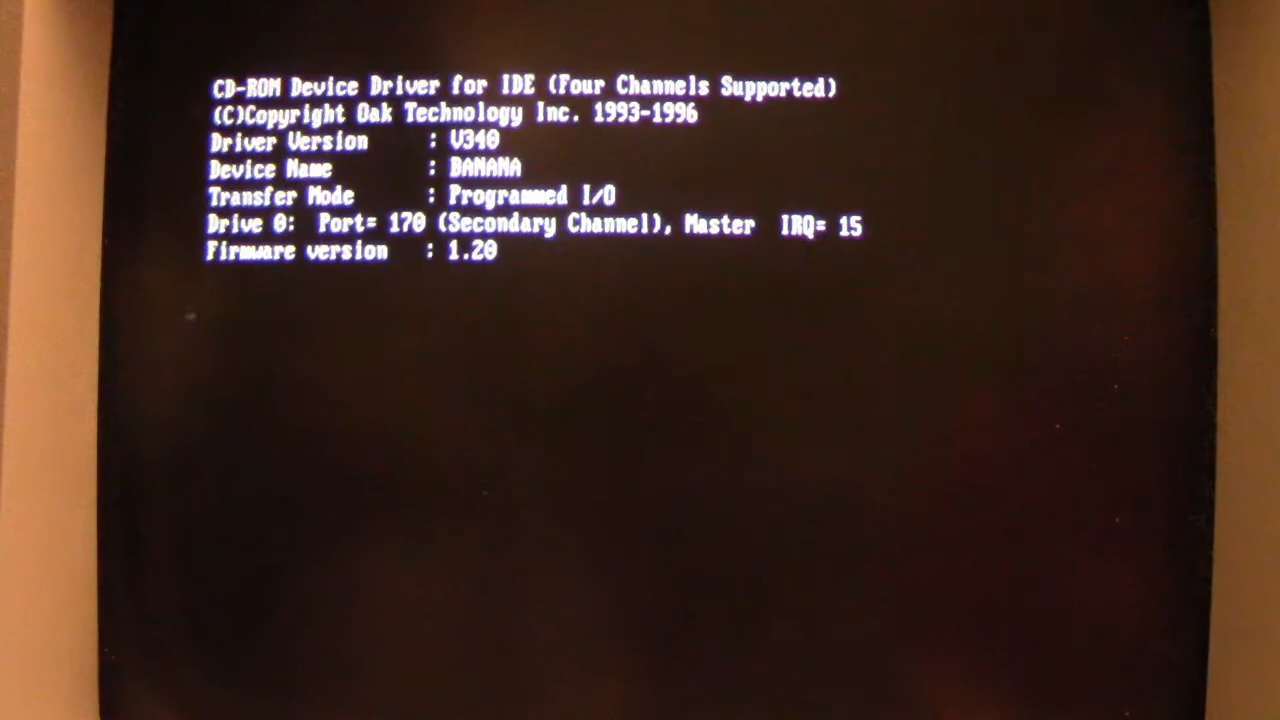 CD-ROM Device Driver for IDE (Four Channels Supported)
(C)Copyright Oak Technology Inc. 1993-1996
Driver Version : V340
Device Name : BANANA
Transfer Mode : Programmed I/O
Drive 0: Port= 170 (Secondary Channel), Master IRQ= 15
Firmware version : 1.20